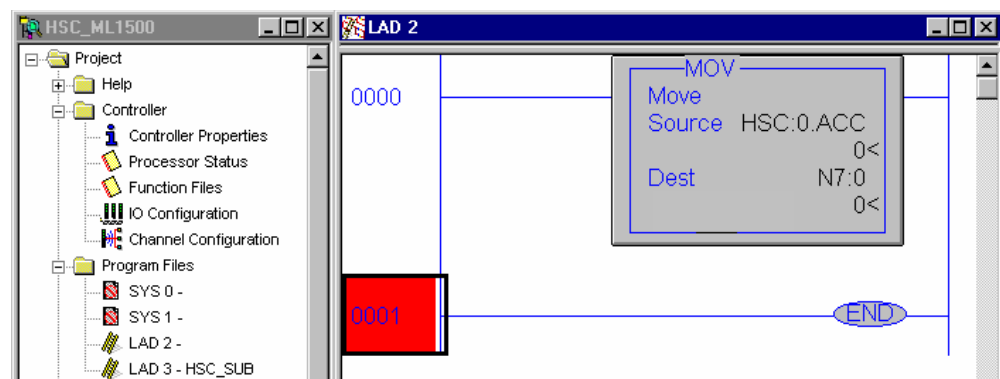 HSC_ML1500
Project
Help
Controller
Controller Properties
Processor Status
Function Files
IO Configuration
Channel Configuration
Program Files
SYS 0 -
SYS 1 -
LAD 2 -
LAD 3 - HSC_SUB
LAD 2
0000
MOV
Move
Source HSC:0.ACC
0<
Dest N7:0
0<
0001
END